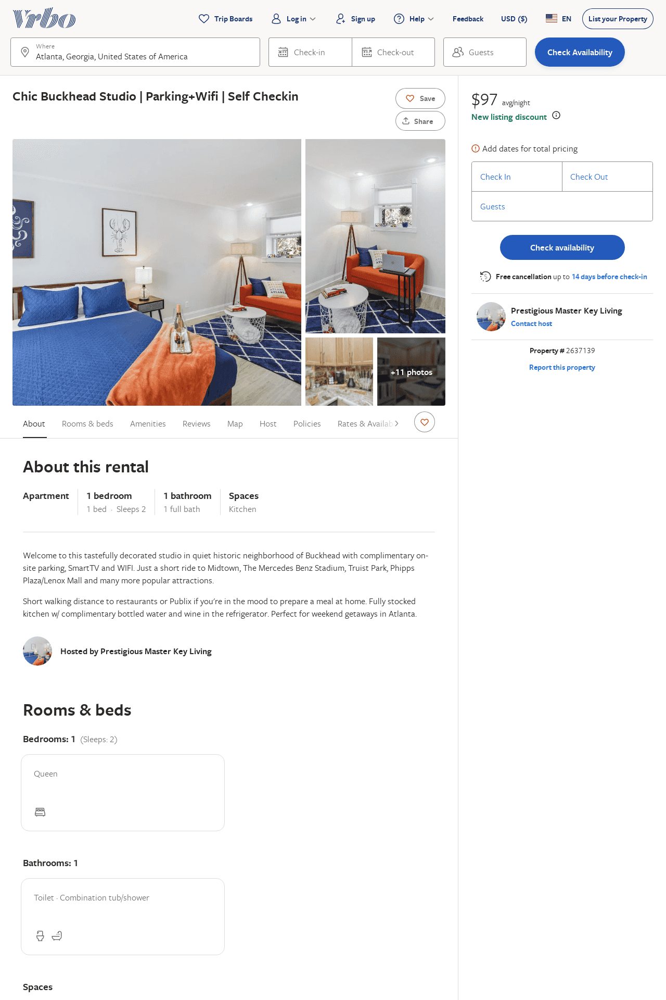 Vrbo
Trip Boards
Log in
Sign up
Help
Feedback
USD ($)
EN
List your Property
Where
Atlanta, Georgia, United States of America
Check-in
Check-out
Guests
Check Availability
Chic Buckhead Studio | Parking+Wifi | Self Checkin
Save
Share
+11 photos
$97 avg/night
New listing discount
Add dates for total pricing
Check In
Check Out
Guests
Check availability
Free cancellation up to 14 days before check-in
Prestigious Master Key Living
Contact host
Property # 2637139
Report this property
About
Rooms & beds
Amenities
Reviews
Map
Host
Policies
Rates & Availab
About this rental
Apartment
1 bedroom
1 bed · Sleeps 2
1 bathroom
1 full bath
Spaces
Kitchen
Welcome to this tastefully decorated studio in quiet historic neighborhood of Buckhead with complimentary on-
site parking, SmartTV and WIFI. Just a short ride to Midtown, The Mercedes Benz Stadium, Truist Park, Phipps
Plaza/Lenox Mall and many more popular attractions.
Short walking distance to restaurants or Publix if you're in the mood to prepare a meal at home. Fully stocked
kitchen w/ complimentary bottled water and wine in the refrigerator. Perfect for weekend getaways in Atlanta.
Hosted by Prestigious Master Key Living
Rooms & beds
Bedrooms: 1 (Sleeps: 2)
Queen
Bathrooms: 1
Toilet · Combination tub/shower
Spaces